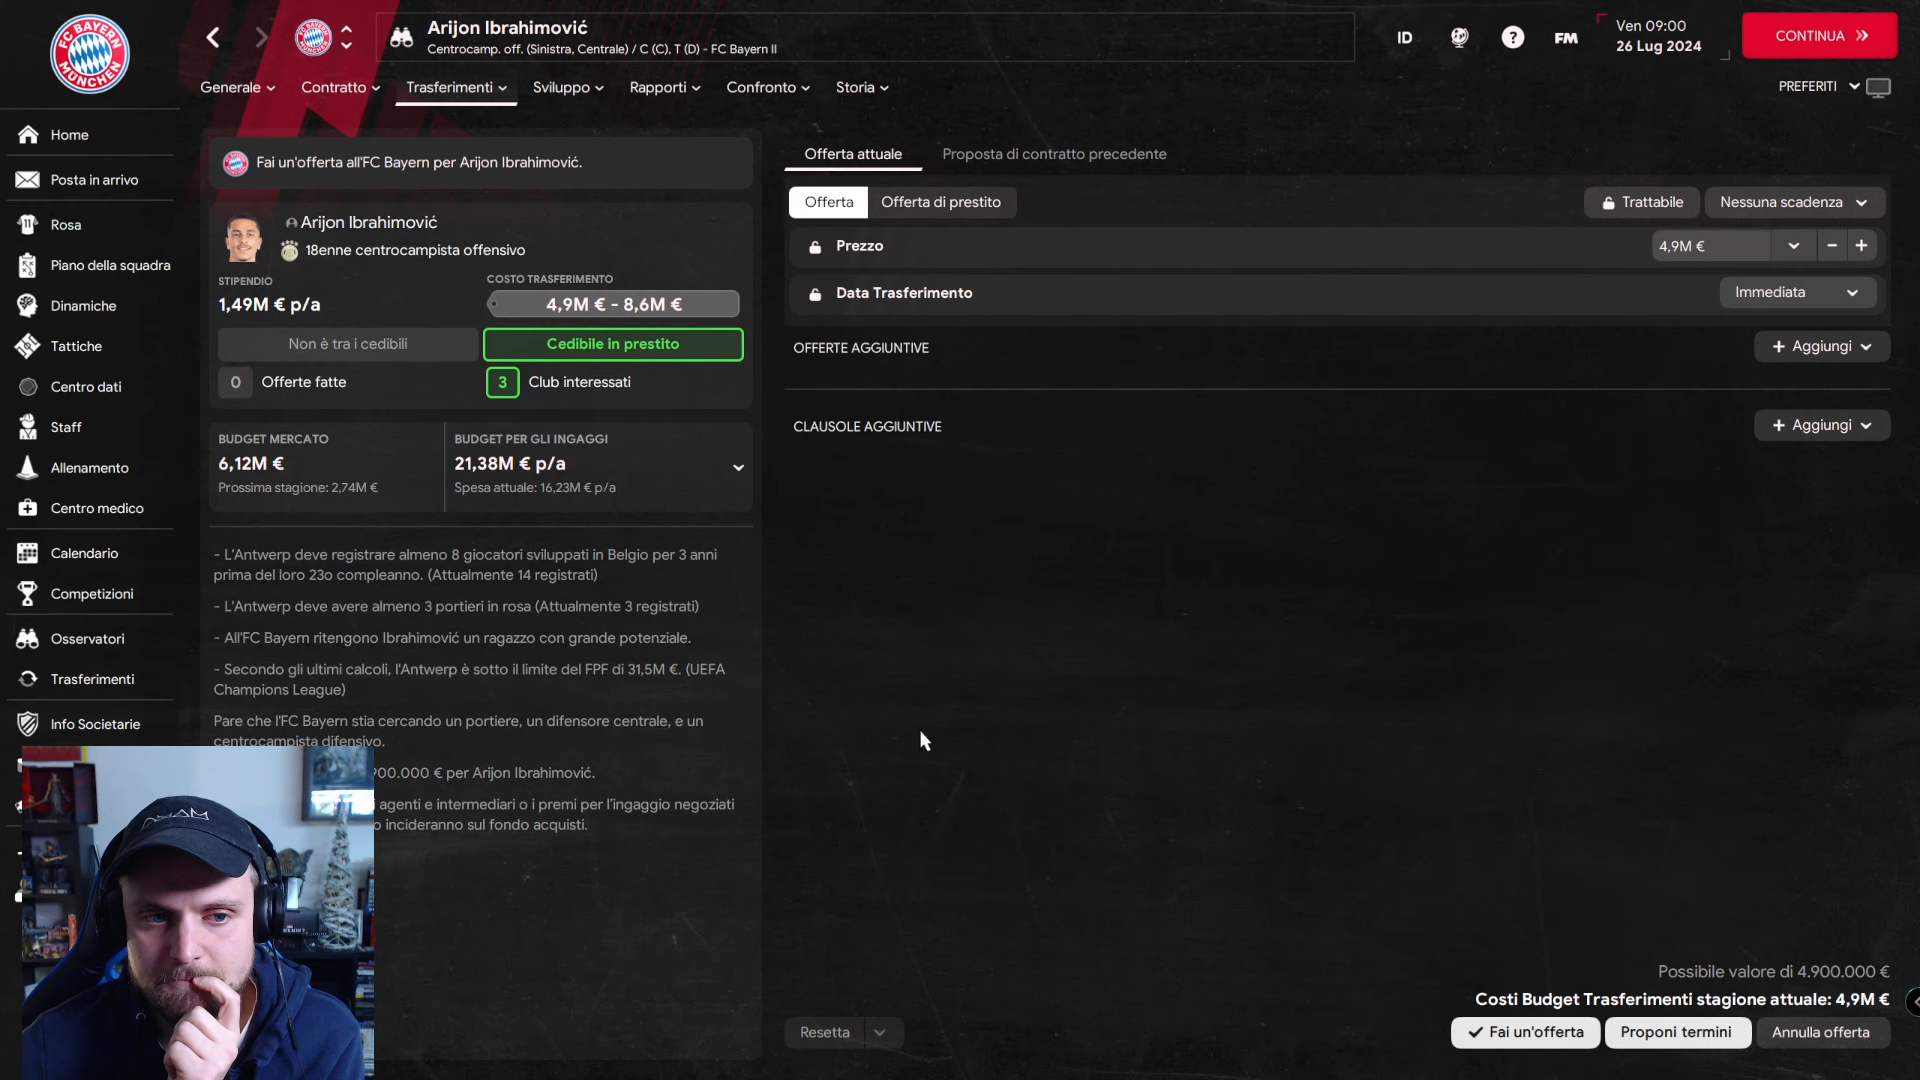 FC BAYERN
MÜNCHEN
Arijon Ibrahimović
Centrocamp. off. (Sinistra, Centrale) / C (C), T (D) - FC Bayern II
ID
FM
Ven 09:00
26 Lug 2024
CONTINUA
Generale
Contratto
Trasferimenti
Sviluppo
Rapporti
Confronto
Storia
PREFERITI
Home
Posta in arrivo
Rosa
Piano della squadra
Dinamiche
Tattiche
Centro dati
Staff
Allenamento
Centro medico
Calendario
Competizioni
Osservatori
Trasferimenti
Info Societarie
Fai un'offerta all'FC Bayern per Arijon Ibrahimović.
Arijon Ibrahimović
18enne centrocampista offensivo
STIPENDIO
1,49M € p/a
COSTO TRASFERIMENTO
4,9M € - 8,6M €
Non è tra i cedibili
Cedibile in prestito
0 Offerte fatte
3 Club interessati
BUDGET MERCATO
6,12M €
Prossima stagione: 2,74M €
BUDGET PER GLI INGAGGI
21,38M € p/a
Spesa attuale: 16,23M € p/a
- L'Antwerp deve registrare almeno 8 giocatori sviluppati in Belgio per 3 anni
prima del loro 23o compleanno. (Attualmente 14 registrati)
- L'Antwerp deve avere almeno 3 portieri in rosa (Attualmente 3 registrati)
- All'FC Bayern ritengono Ibrahimović un ragazzo con grande potenziale.
- Secondo gli ultimi calcoli, l'Antwerp è sotto il limite del FPF di 31,5M €. (UEFA
Champions League)
Pare che l'FC Bayern stia cercando un portiere, un difensore centrale, e un
centrocampista difensivo.
900.000 € per Arijon Ibrahimović.
agenti e intermediari o i premi per l'ingaggio negoziati
o incideranno sul fondo acquisti.
Offerta attuale
Proposta di contratto precedente
Offerta
Offerta di prestito
Trattabile
Nessuna scadenza
Prezzo
4,9M €
Data Trasferimento
Immediata
OFFERTE AGGIUNTIVE
Aggiungi
CLAUSOLE AGGIUNTIVE
Aggiungi
Possibile valore di 4.900.000 €
Costi Budget Trasferimenti stagione attuale: 4,9M €
Resetta
Fai un'offerta
Proponi termini
Annulla offerta